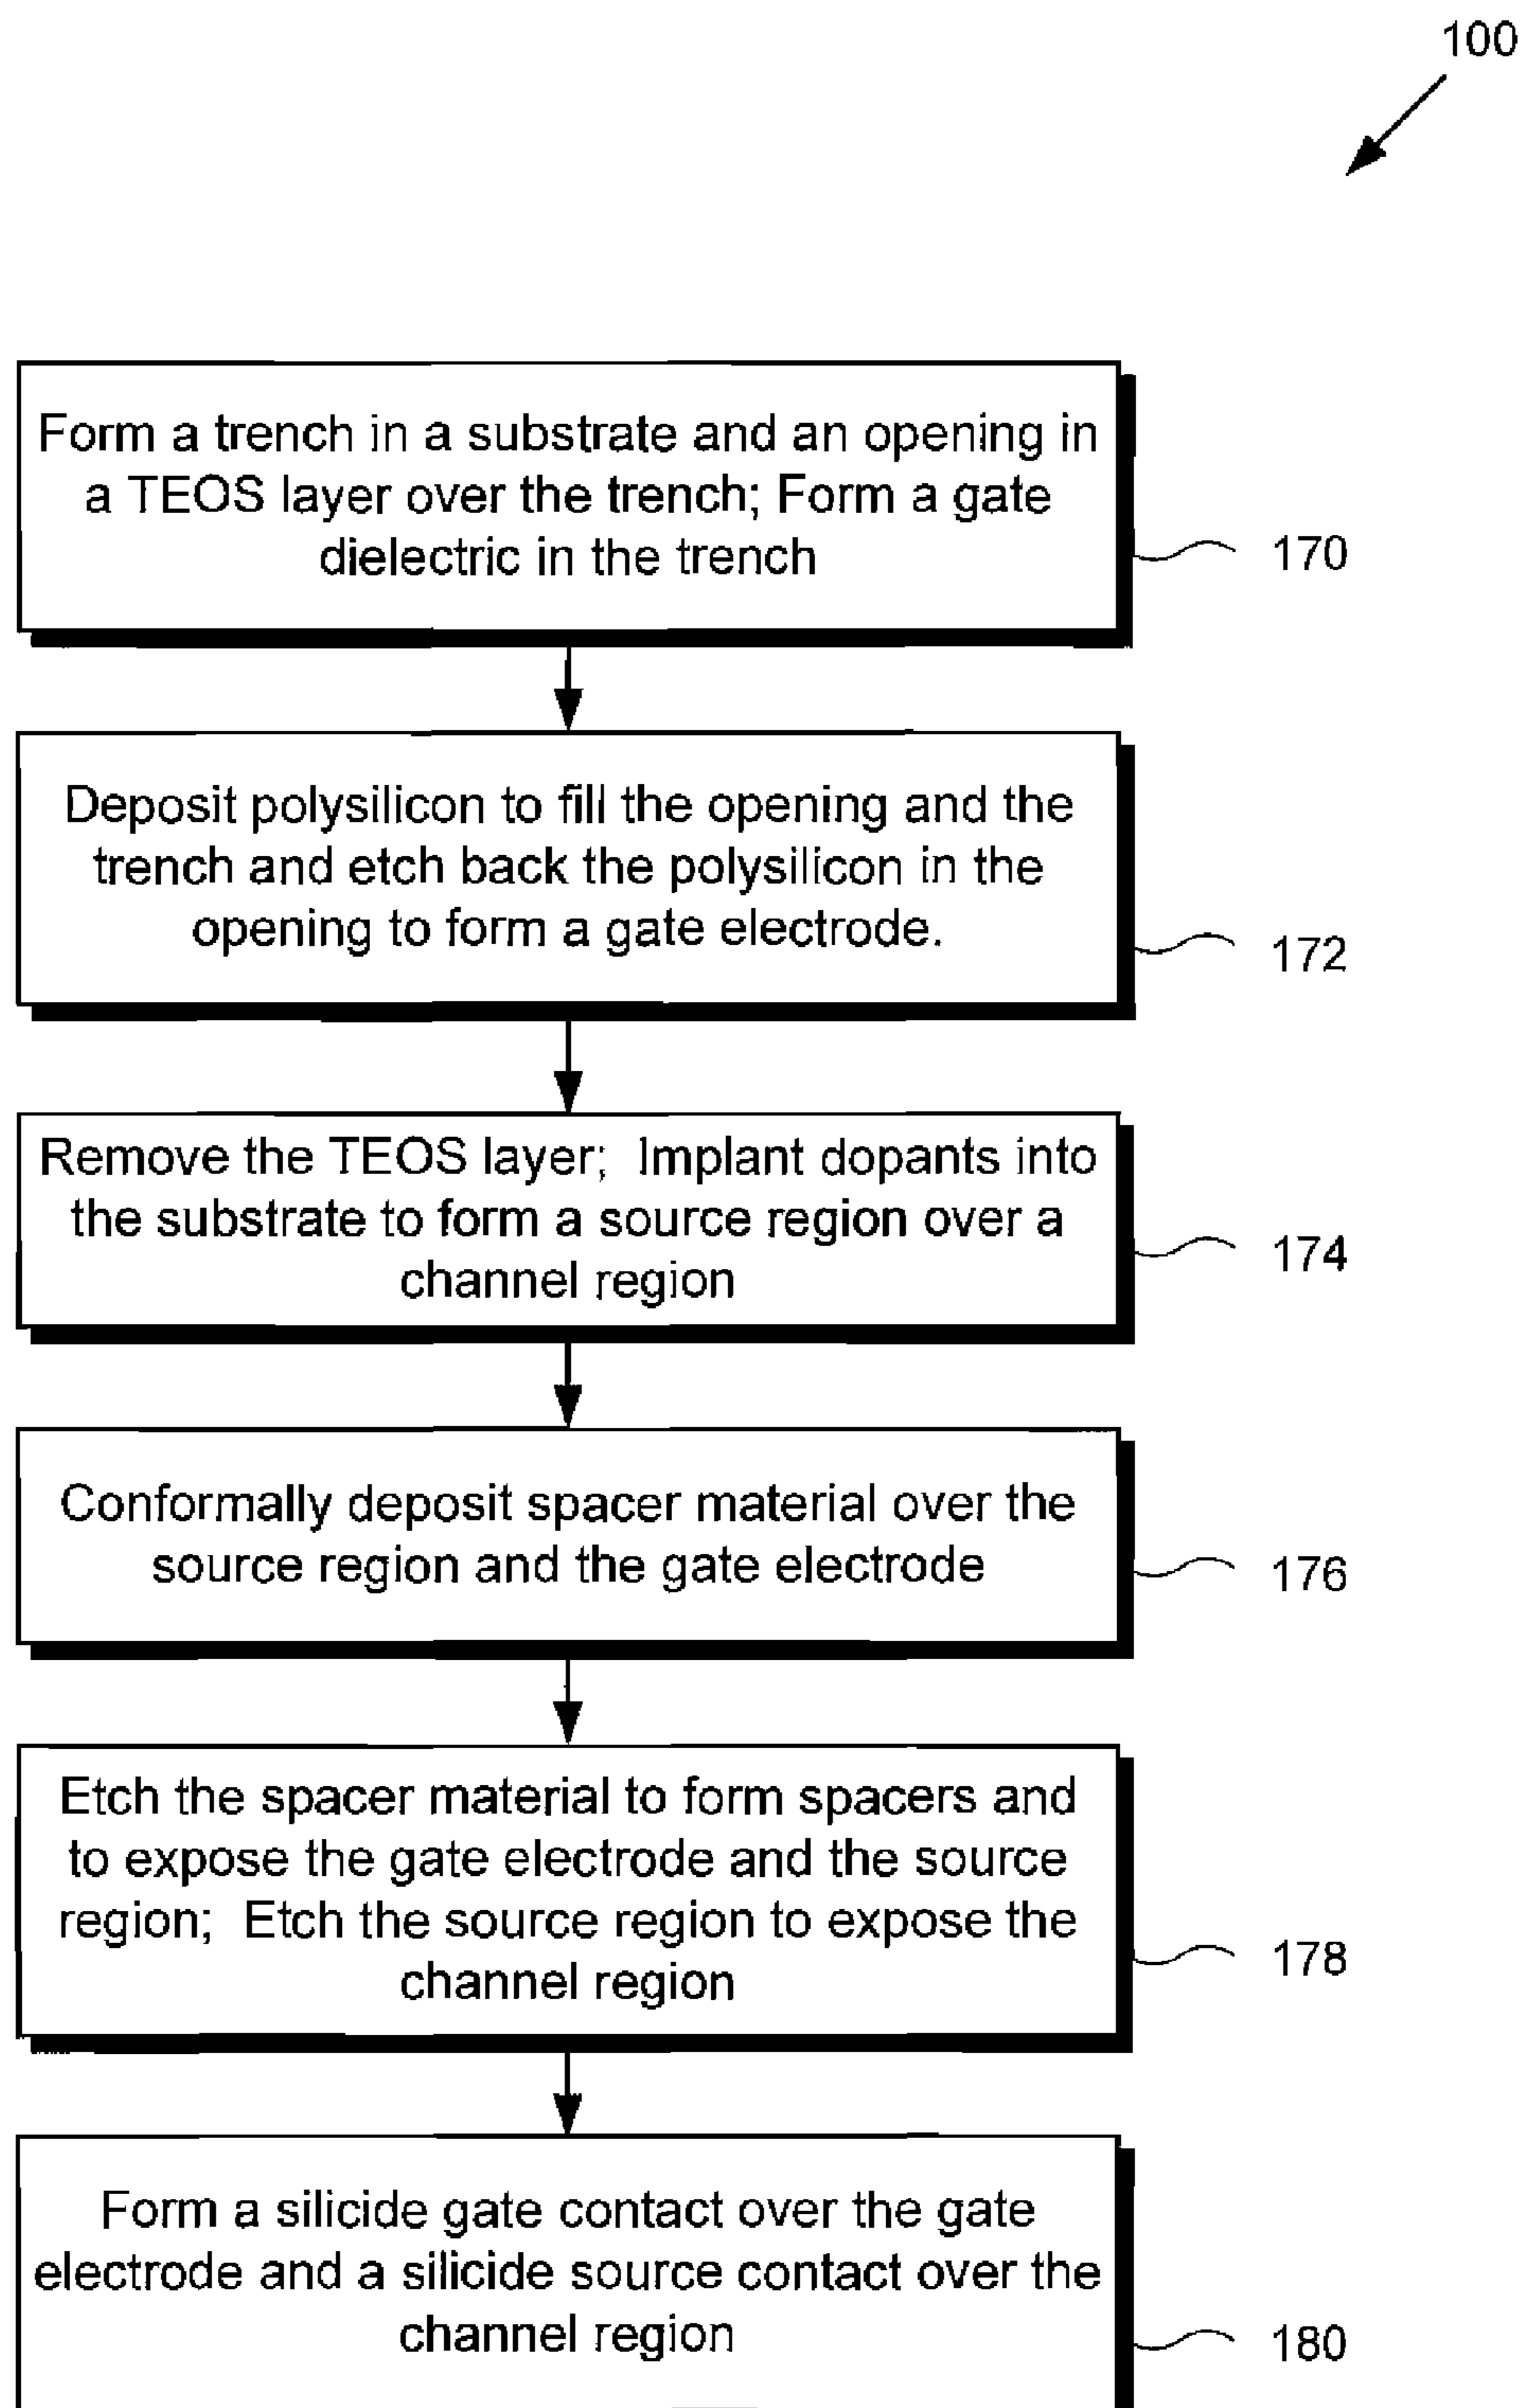 100
Form a trench in a substrate and an opening in
a TEOS layer over the trench; Form a gate
dielectric in the trench
170
Deposit polysilicon to fill the opening and the
trench and etch back the polysilicon in the
opening to form a gate electrode.
172
Remove the TEOS layer;  Implant dopants into
the substrate to form a source region over a
channel region
174
Conformally deposit spacer material over the
source region and the gate electrode
176
Etch the spacer material to form spacers and
to expose the gate electrode and the source
region;  Etch the source region to expose the
channel region
178
Form a silicide gate contact over the gate
electrode and a silicide source contact over the
channel region
180